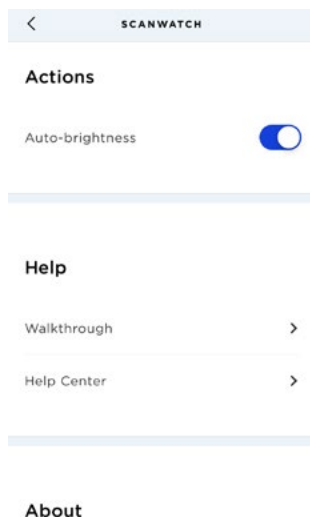 SCANWATCH
Actions
Auto-brightness
Help
Walkthrough
Help Center
About